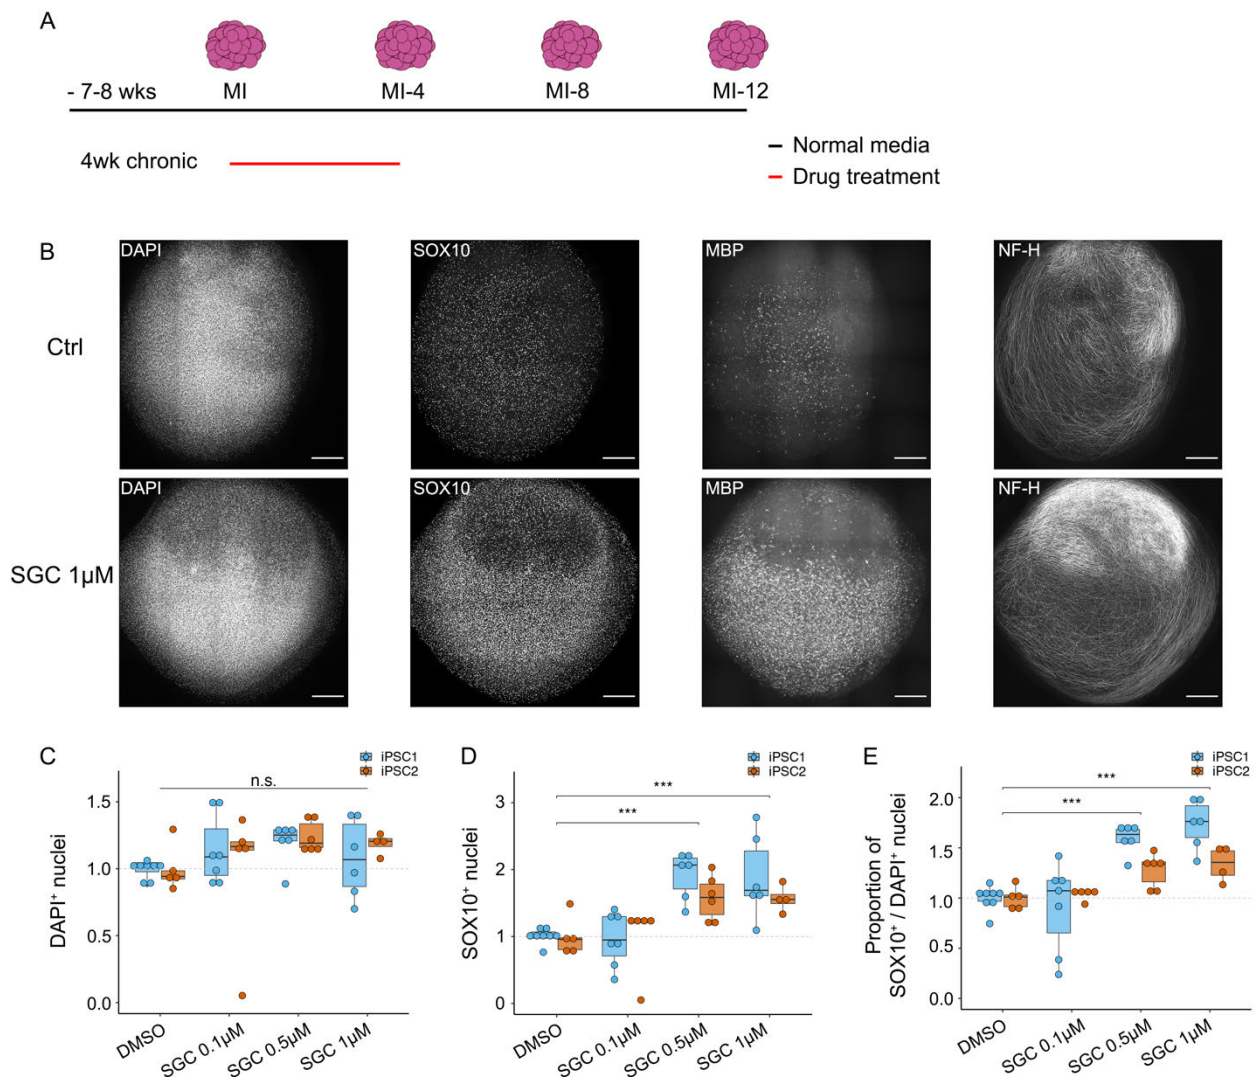 A
- 7-8 wks MI MI-4 MI-8 MI-12
4wk chronic
Normal media
Drug treatment
B
DAPI SOX10 MBP NF-H
Ctrl
DAPI SOX10 MBP NF-H
SGC 1µM
C
iPSC1
iPSC2
n.s.
DAPI⁺ nuclei
1.5
1.0
0.5
0.0
DMSO SGC 0.1µM SGC 0.5µM SGC 1µM
D
iPSC1
iPSC2
***
***
SOX10⁺ nuclei
3
2
1
0
DMSO SGC 0.1µM SGC 0.5µM SGC 1µM
E
iPSC1
iPSC2
***
***
Proportion of
SOX10⁺ / DAPI⁺ nuclei
2.0
1.5
1.0
0.5
0.0
DMSO SGC 0.1µM SGC 0.5µM SGC 1µM